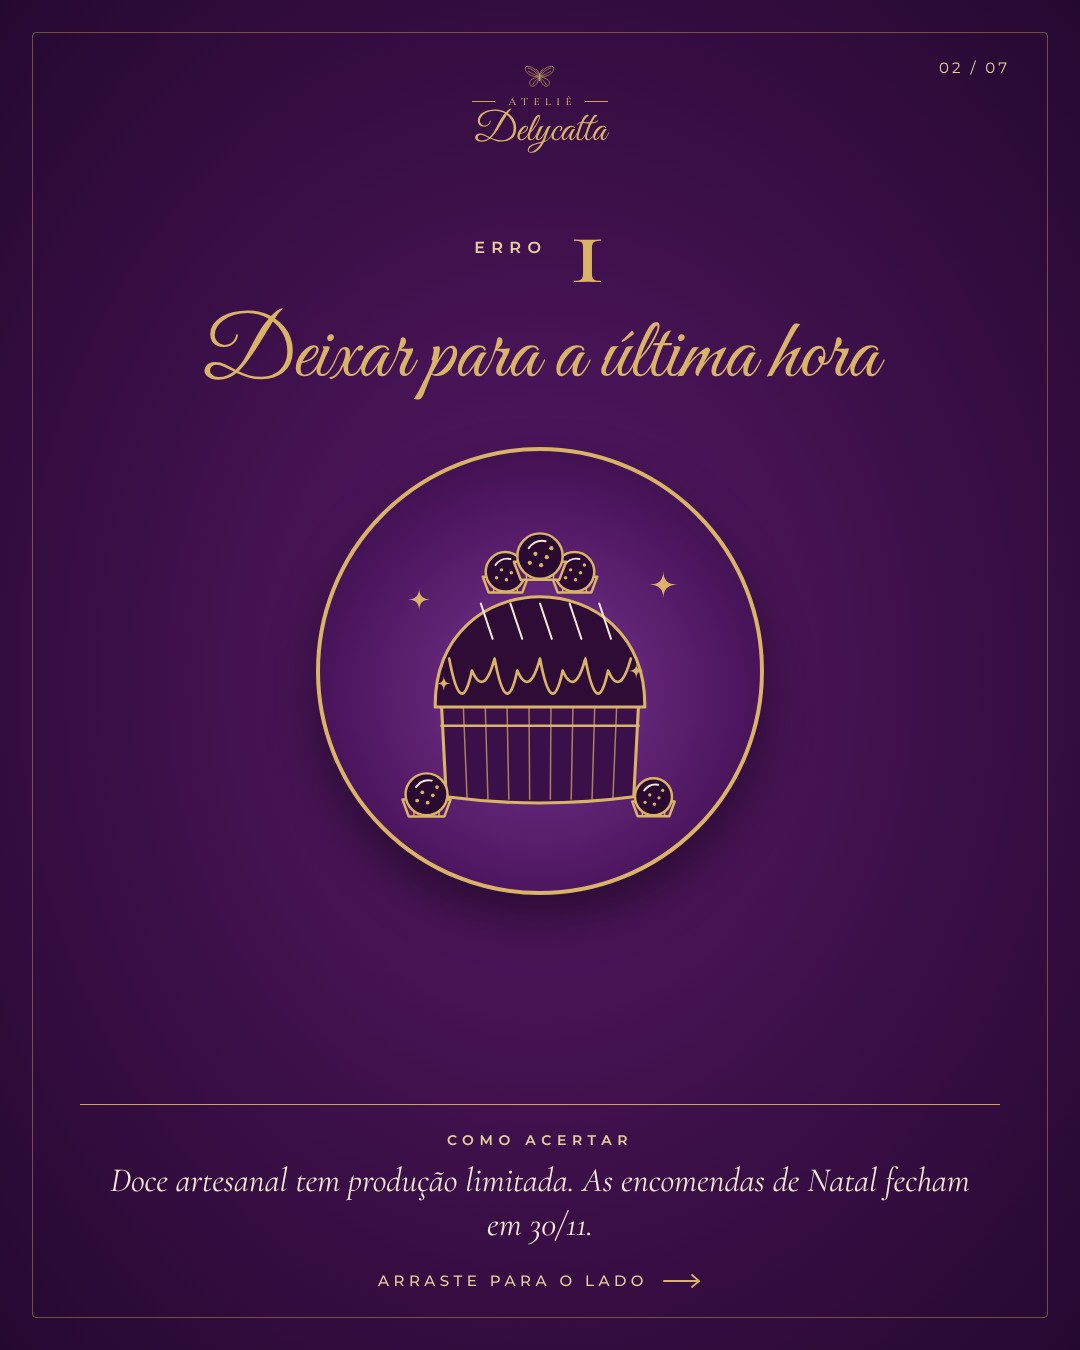 02 / 07
ATELIÊ
Delycatta
ERRO 1
Deixar para a última hora
COMO ACERTAR
Doce artesanal tem produção limitada. As encomendas de Natal fecham
em 30/11.
ARRASTE PARA O LADO